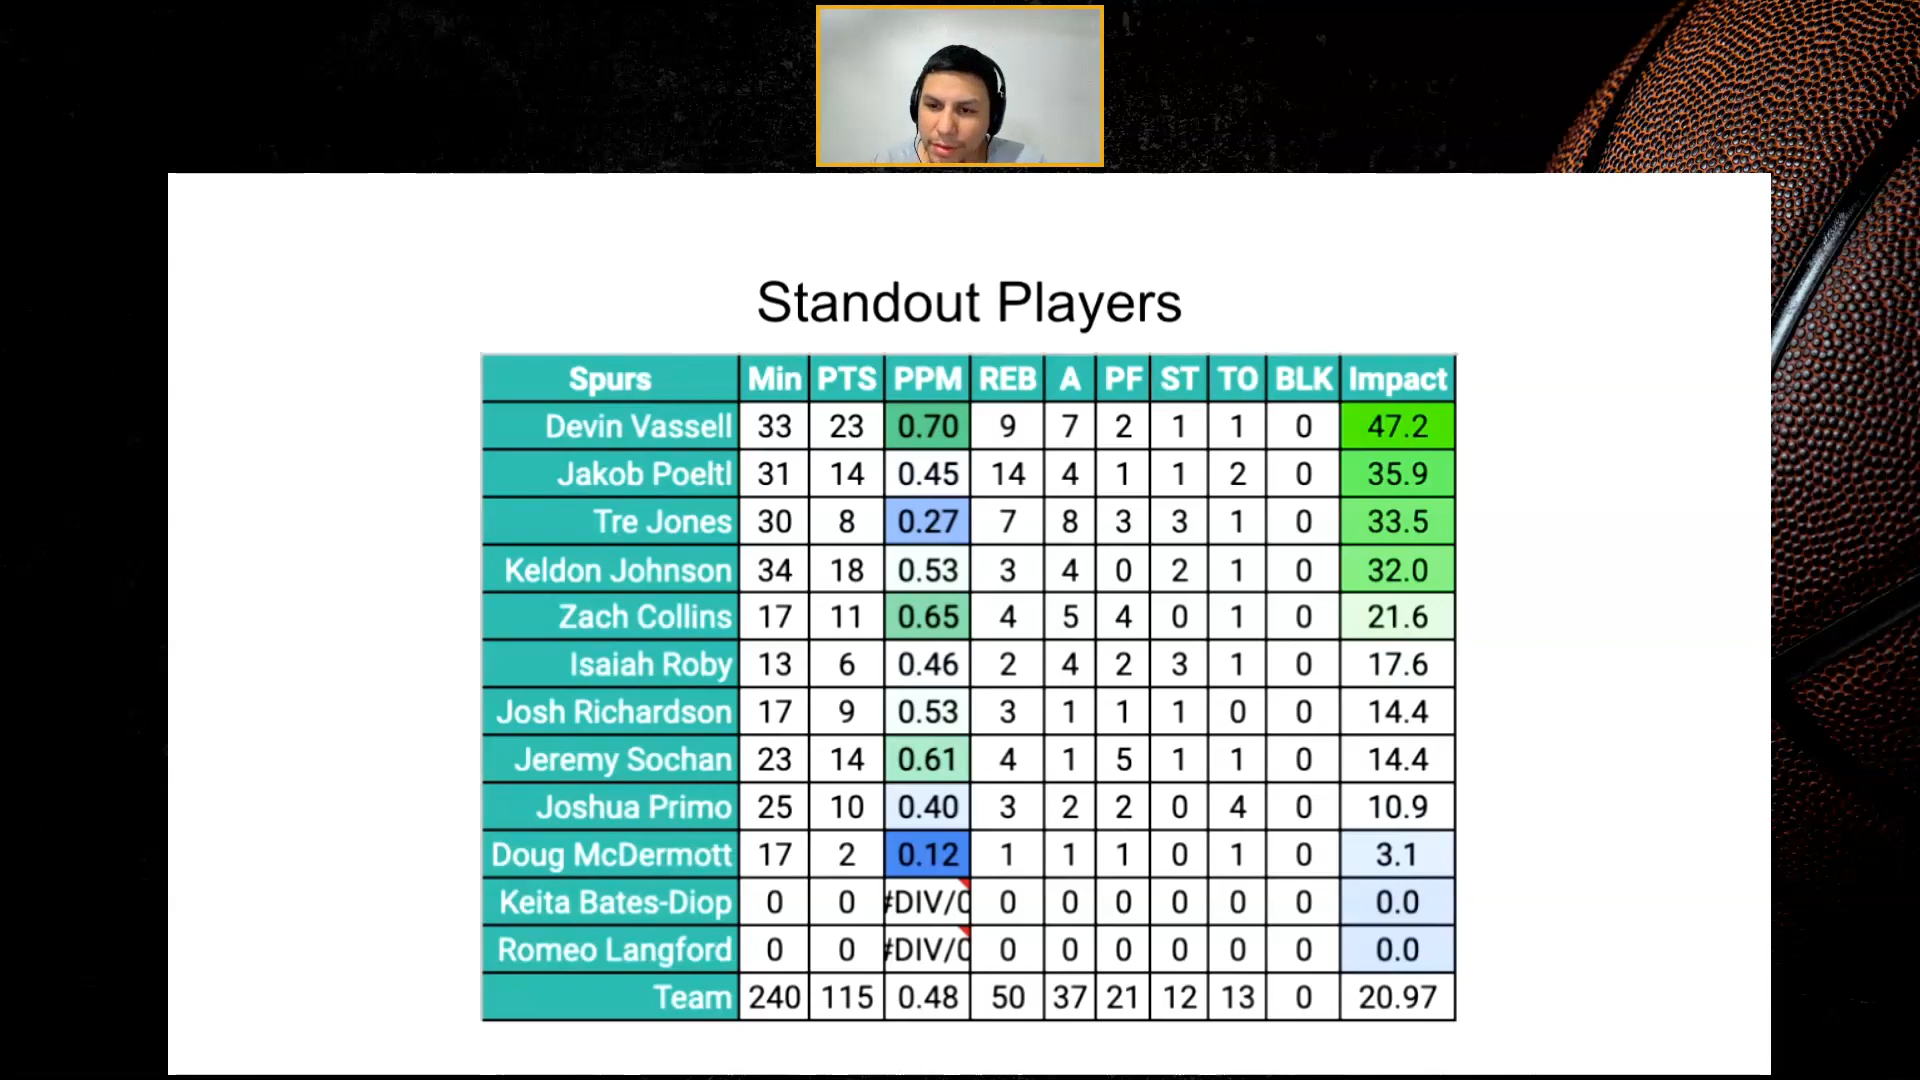 Standout Players
Spurs Min PTS PPM REB A PF ST TO BLK Impact
Devin Vassell 33 23 0.70 9 7 2 1 1 0 47.2
Jakob Poeltl 31 14 0.45 14 4 1 1 2 0 35.9
Tre Jones 30 8 0.27 7 8 3 3 1 0 33.5
Keldon Johnson 34 18 0.53 3 4 0 2 1 0 32.0
Zach Collins 17 11 0.65 4 5 4 0 1 0 21.6
Isaiah Roby 13 6 0.46 2 4 2 3 1 0 17.6
Josh Richardson 17 9 0.53 3 1 1 1 0 0 14.4
Jeremy Sochan 23 14 0.61 4 1 5 1 1 0 14.4
Joshua Primo 25 10 0.40 3 2 2 0 4 0 10.9
Doug McDermott 17 2 0.12 1 1 1 0 1 0 3.1
Keita Bates-Diop 0 0 #DIV/0 0 0 0 0 0 0 0.0
Romeo Langford 0 0 #DIV/0 0 0 0 0 0 0 0.0
Team 240 115 0.48 50 37 21 12 13 0 20.97